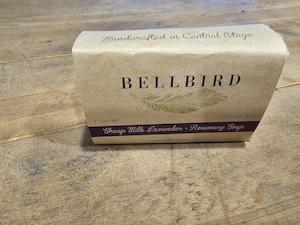 Handcrafted in Central Otago
BELLBIRD
Sheep Milk Lavender + Rosemary Soap